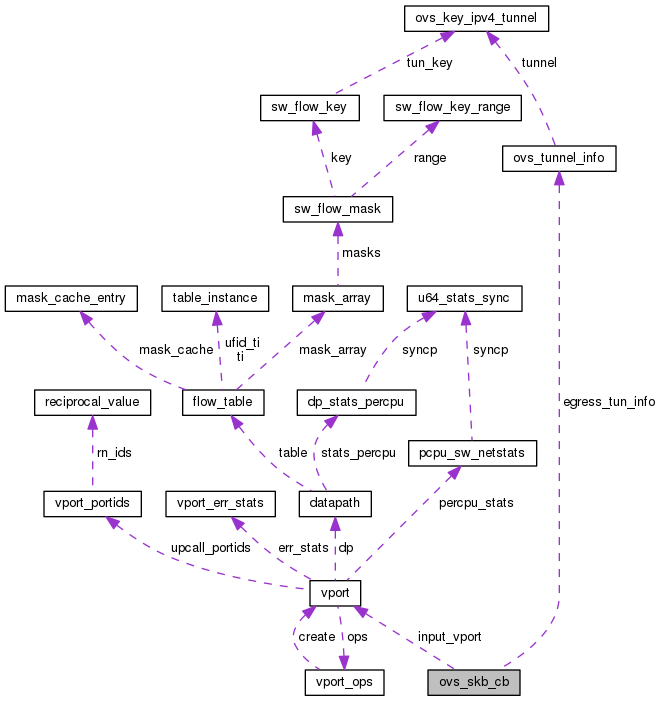 ovs_key_ipv4_tunnel
tun_key
tunnel
sw_flow_key
sw_flow_key_range
key
range
ovs_tunnel_info
sw_flow_mask
masks
mask_cache_entry
table_instance
mask_array
u64_stats_sync
mask_cache
ufid_ti
ti
mask_array
syncp
syncp
reciprocal_value
flow_table
dp_stats_percpu
egress_tun_info
rn_ids
table
stats_percpu
pcpu_sw_netstats
vport_portids
vport_err_stats
datapath
percpu_stats
upcall_portids
err_stats
dp
vport
create
ops
input_vport
vport_ops
ovs_skb_cb